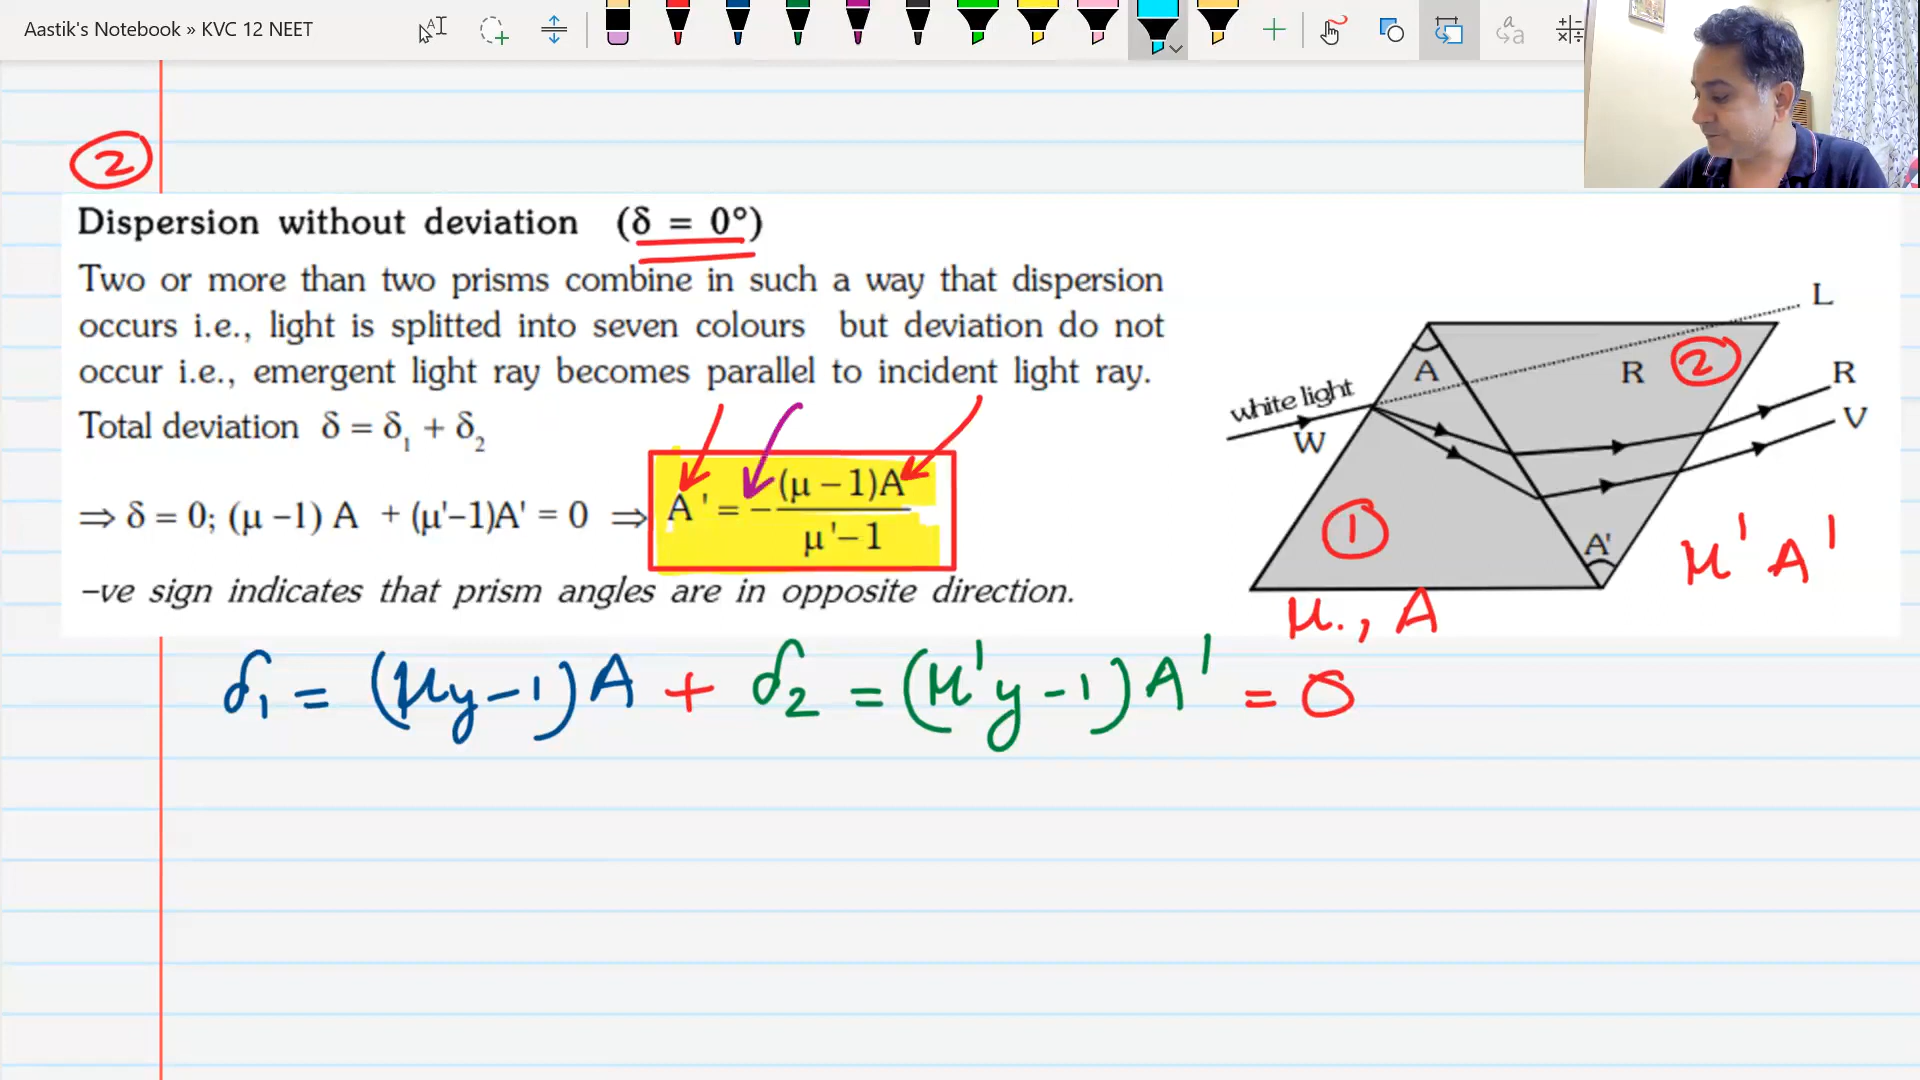 Aastik's Notebook » KVC 12 NEET
2
Dispersion without deviation (δ = 0°)
Two or more than two prisms combine in such a way that dispersion
occurs i.e., light is splitted into seven colours but deviation do not
occur i.e., emergent light ray becomes parallel to incident light ray.
Total deviation δ = δ₁ + δ₂
⇒ δ = 0; (μ –1) A + (μ'–1)A' = 0 ⇒ A' = – (μ – 1)A / μ'– 1
–ve sign indicates that prism angles are in opposite direction.
L
A
R
2
R
white light
W
V
1
A'
μ' A'
μ., A
δ₁ = (μy–1)A + δ₂ = (μ'y–1)A' = 0